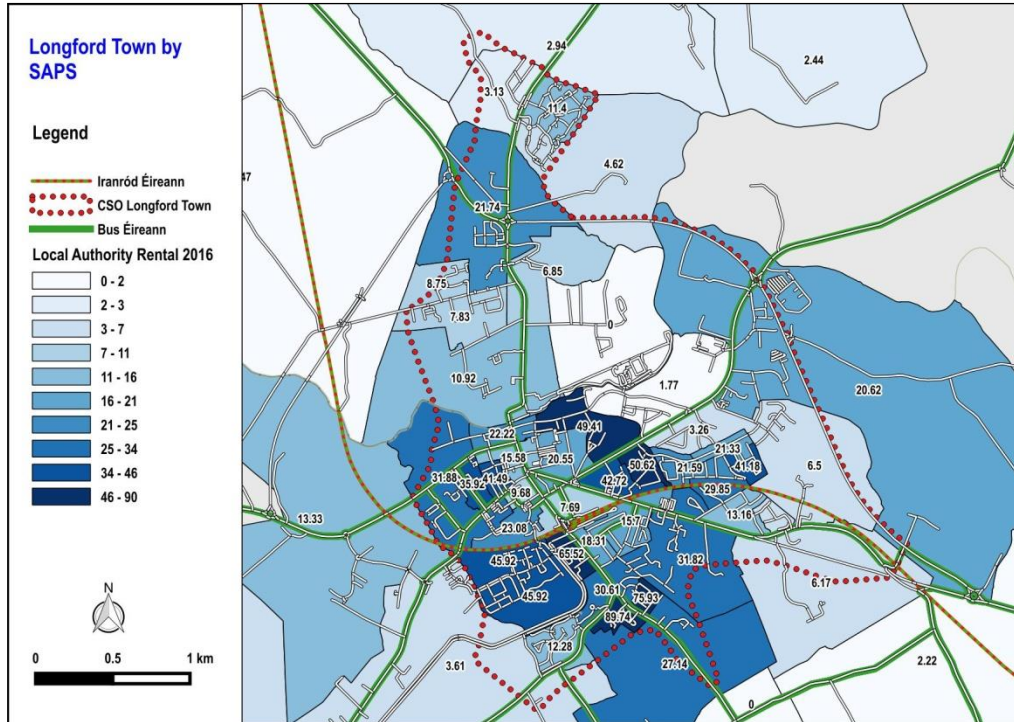 Longford Town by
SAPS
Legend
Iranród Éireann
CSO Longford Town
Bus Éireann
Local Authority Rental 2016
0 - 2
2 - 3
3 - 7
7 - 11
11 - 16
16 - 21
21 - 25
25 - 34
34 - 46
46 - 90
N
0 0.5 1 km
2.94
2.44
3.13
11.4
4.62
47
21.74
6.85
8.75
7.83
0
10.92
1.77
20.62
49.41
3.26
22.22
21.33
15.58
20.55
50.62
21.59
41.18
6.5
31.88
35.92
41.49
42.72
29.85
9.68
7.69
13.16
13.33
23.08
15.7
18.31
65.52
31.82
45.92
6.17
45.92
30.61
75.93
89.74
12.28
3.61
27.14
2.22
0